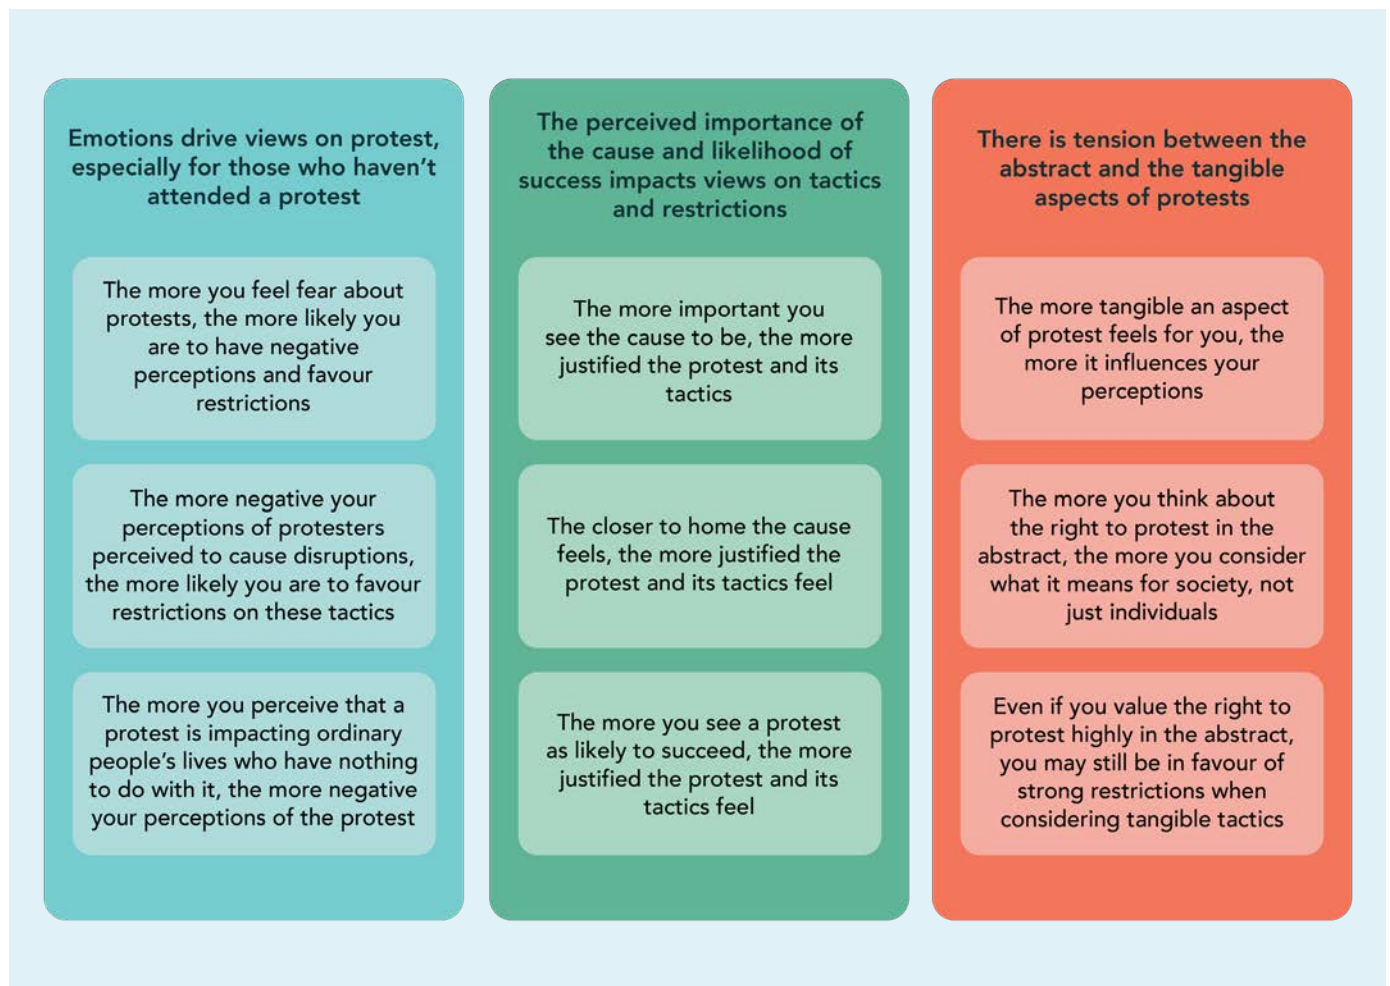 Emotions drive views on protest,
especially for those who haven’t
attended a protest
The more you feel fear about
protests, the more likely you
are to have negative
perceptions and favour
restrictions
The more negative your
perceptions of protesters
perceived to cause disruptions,
the more likely you are to favour
restrictions on these tactics
The more you perceive that a
protest is impacting ordinary
people’s lives who have nothing
to do with it, the more negative
your perceptions of the protest
The perceived importance of
the cause and likelihood of
success impacts views on tactics
and restrictions
The more important you
see the cause to be, the more
justified the protest and its
tactics
The closer to home the cause
feels, the more justified the
protest and its tactics feel
The more you see a protest
as likely to succeed, the more
justified the protest and its
tactics feel
There is tension between the
abstract and the tangible
aspects of protests
The more tangible an aspect
of protest feels for you, the
more it influences your
perceptions
The more you think about
the right to protest in the
abstract, the more you consider
what it means for society, not
just individuals
Even if you value the right to
protest highly in the abstract,
you may still be in favour of
strong restrictions when
considering tangible tactics